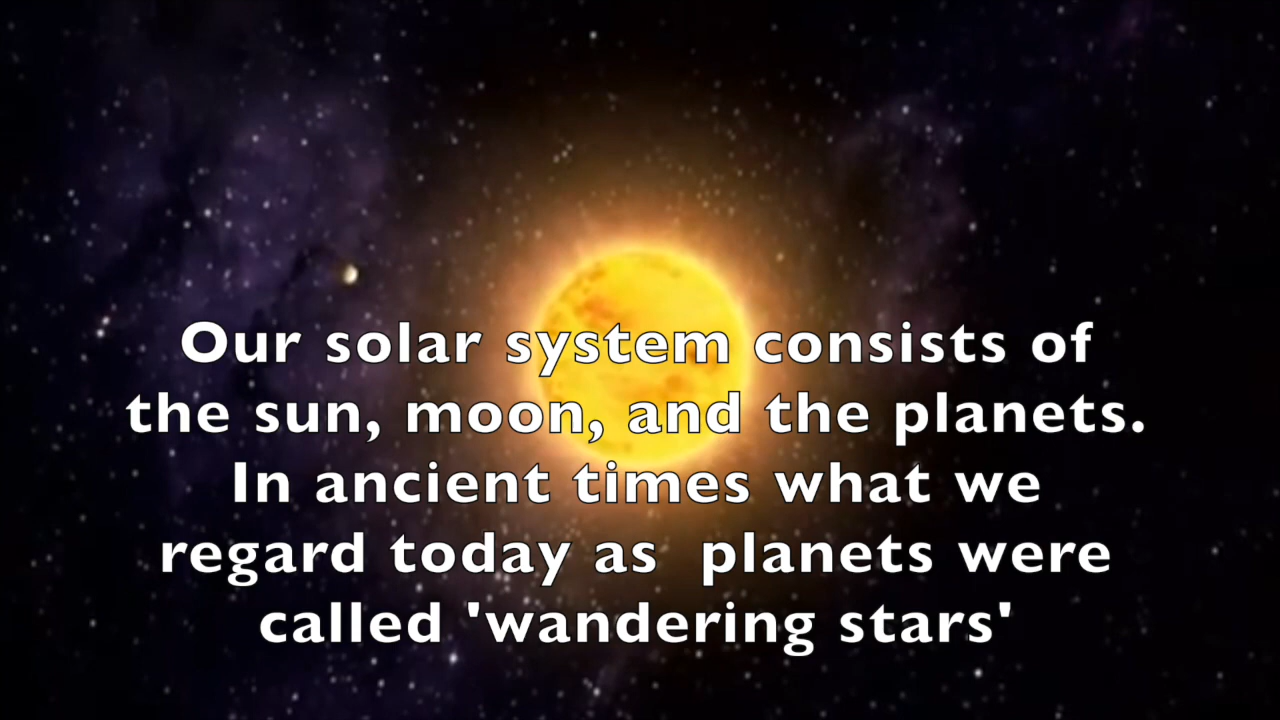 Our solar system consists of
the sun, moon, and the planets.
In ancient times what we
regard today as  planets were
called 'wandering stars'